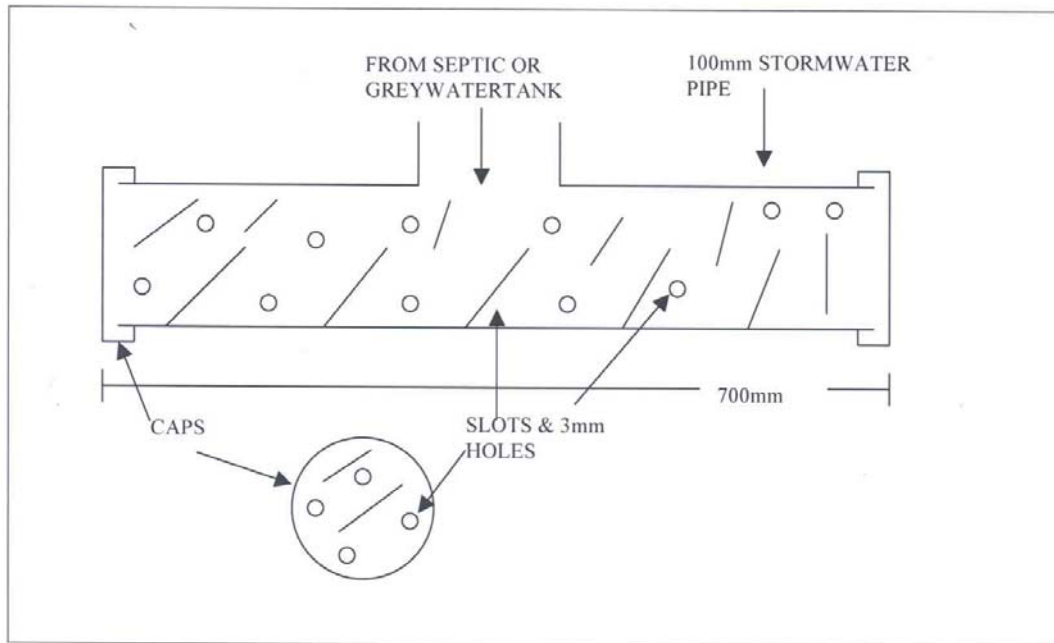 FROM SEPTIC OR
GREYWATERTANK
100mm STORMWATER
PIPE
700mm
CAPS
SLOTS & 3mm
HOLES